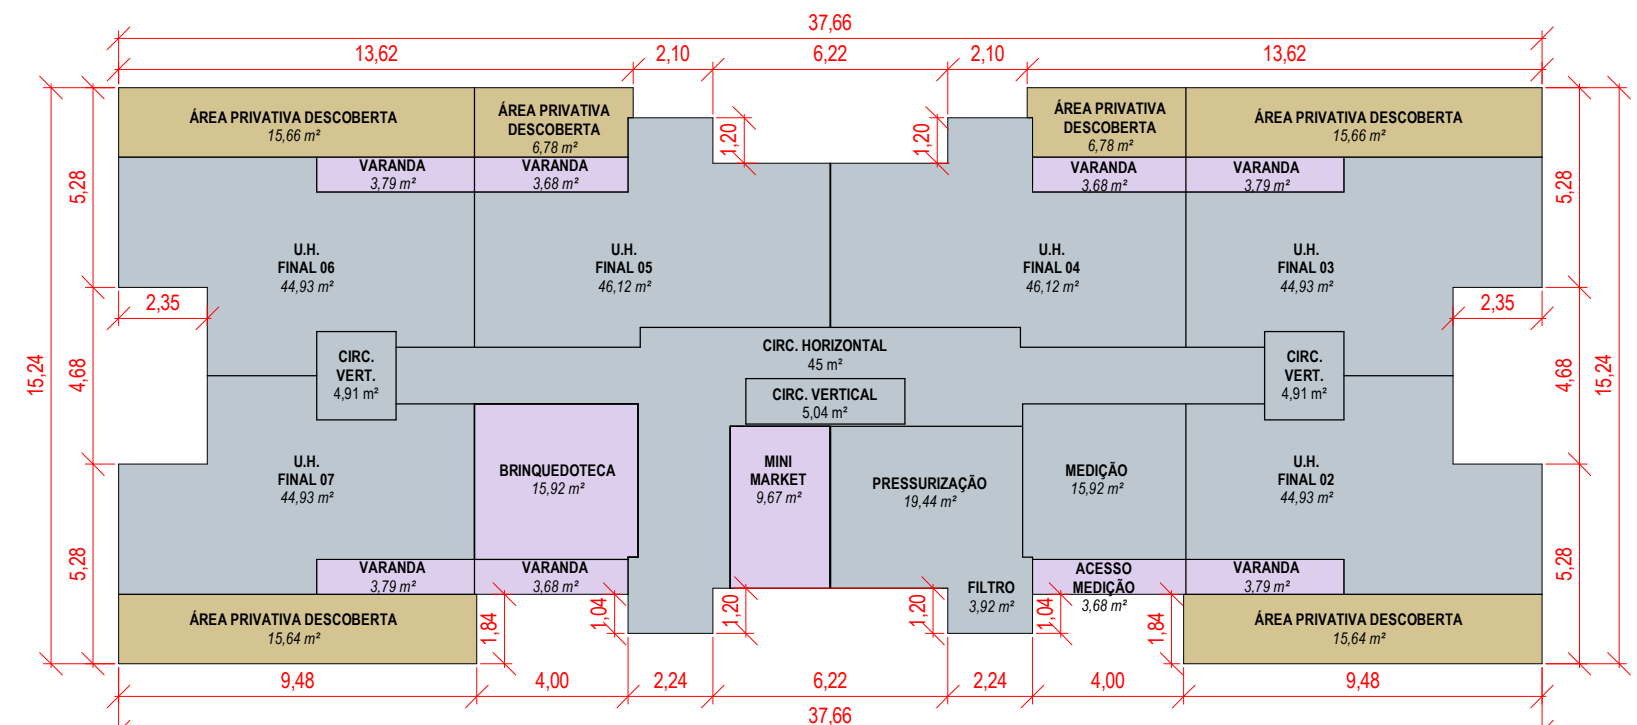 37,66
13,62
2,10
6,22
2,10
13,62
ÁREA PRIVATIVA DESCOBERTA
15,66 m²
ÁREA PRIVATIVA
DESCOBERTA
6,78 m²
ÁREA PRIVATIVA
DESCOBERTA
6,78 m²
ÁREA PRIVATIVA DESCOBERTA
15,66 m²
1,20
1,20
VARANDA
3,79 m²
VARANDA
3,68 m²
VARANDA
3,68 m²
VARANDA
3,79 m²
5,28
5,28
U.H.
FINAL 06
44,93 m²
U.H.
FINAL 05
46,12 m²
U.H.
FINAL 04
46,12 m²
U.H.
FINAL 03
44,93 m²
2,35
2,35
15,24
4,68
CIRC.
VERT.
4,91 m²
CIRC. HORIZONTAL
45 m²
CIRC. VERTICAL
5,04 m²
CIRC.
VERT.
4,91 m²
4,68
15,24
U.H.
FINAL 07
44,93 m²
BRINQUEDOTECA
15,92 m²
MINI
MARKET
9,67 m²
PRESSURIZAÇÃO
19,44 m²
MEDIÇÃO
15,92 m²
U.H.
FINAL 02
44,93 m²
5,28
5,28
VARANDA
3,79 m²
VARANDA
3,68 m²
FILTRO
3,92 m²
ACESSO
MEDIÇÃO
3,68 m²
VARANDA
3,79 m²
ÁREA PRIVATIVA DESCOBERTA
15,64 m²
1,84
1,04
1,20
1,20
1,04
1,84
ÁREA PRIVATIVA DESCOBERTA
15,64 m²
9,48
4,00
2,24
6,22
2,24
4,00
9,48
37,66